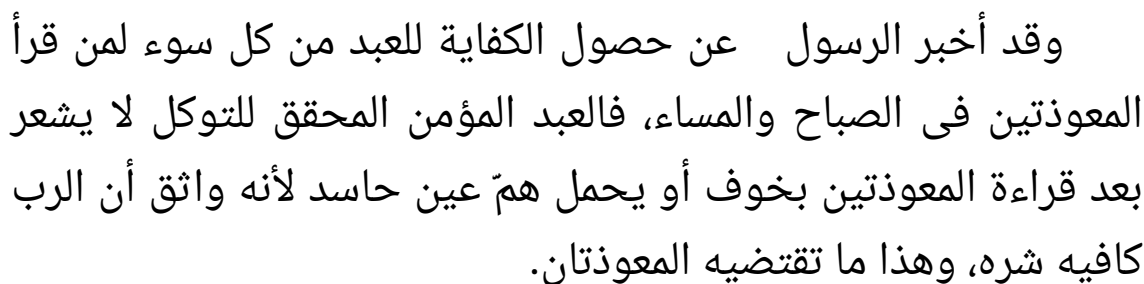 وقد أخبر الرسول عن حصول الكفاية للعبد من كل سوء لمن قرأ
المعوذتين فى الصباح والمساء، فالعبد المؤمن المحقق للتوكل لا يشعر
بعد قراءة المعوذتين بخوف أو يحمل همّ عين حاسد لأنه واثق أن الرب
كافيه شره، وهذا ما تقتضيه المعوذتان.